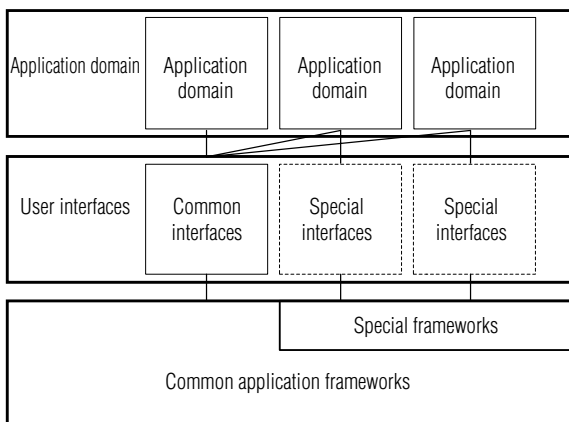 Application domain
Application
domain
Application
domain
Application
domain
User interfaces
Common
interfaces
Special
interfaces
Special
interfaces
Special frameworks
Common application frameworks